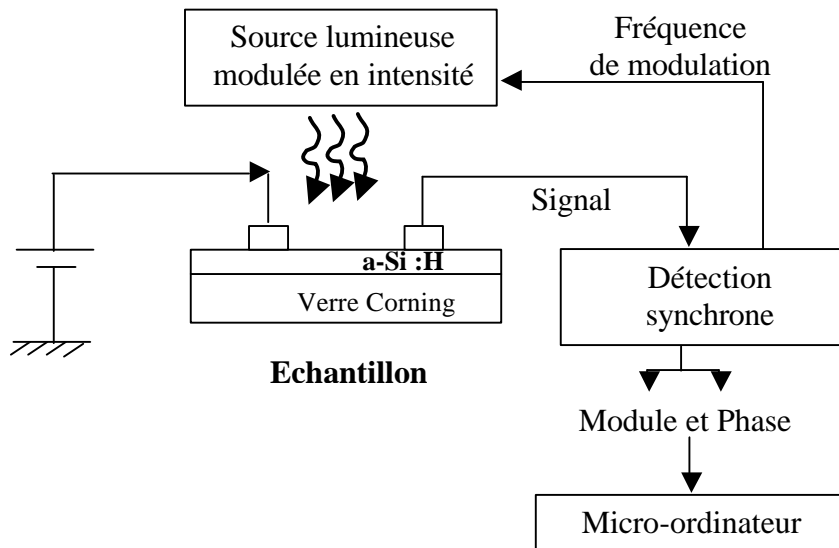 Source lumineuse
modulée en intensité
Fréquence
de modulation
Signal
a-Si :H
Verre Corning
Echantillon
Détection
synchrone
Module et Phase
Micro-ordinateur